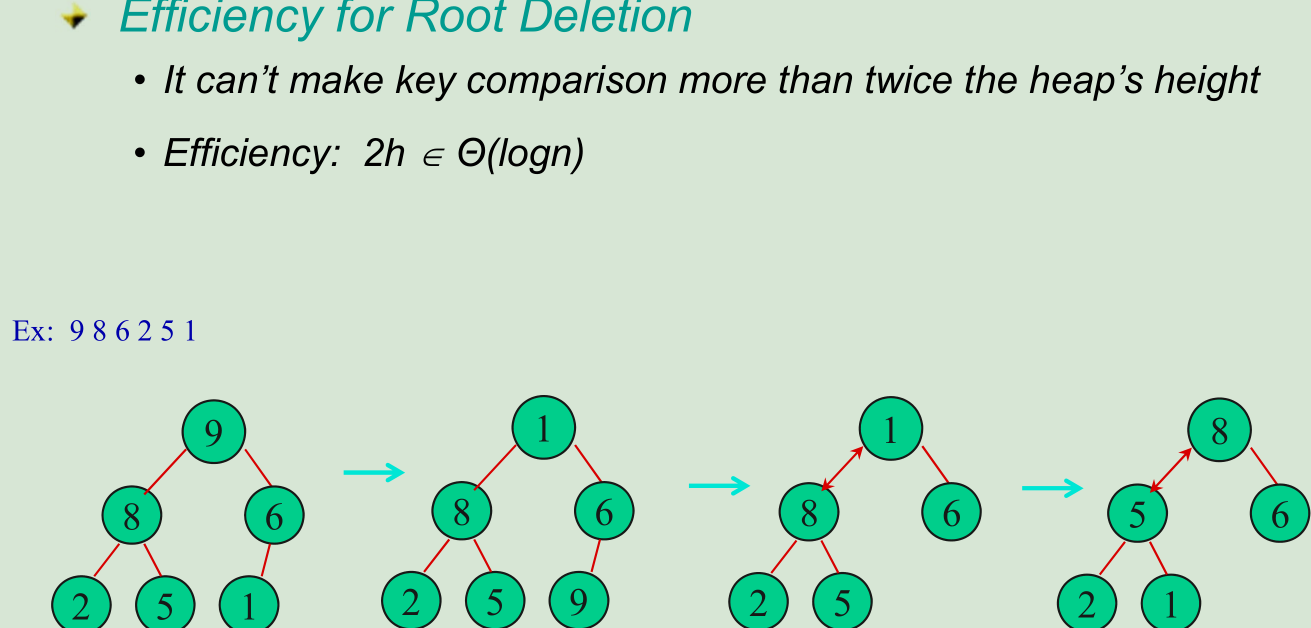 Efficiency for Root Deletion
• It can't make key comparison more than twice the heap's height
• Efficiency: 2h ∈ Θ(logn)
Ex: 9 8 6 2 5 1
9 1 1 8
8 6 8 6 8 6 5 6
2 5 1 2 5 9 2 5 2 1